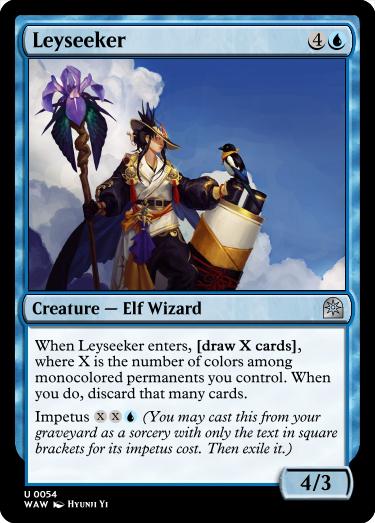 Leyseeker 4
Creature — Elf Wizard
When Leyseeker enters, [draw X cards],
where X is the number of colors among
monocolored permanents you control. When
you do, discard that many cards.
Impetus X X (You may cast this from your
graveyard as a sorcery with only the text in square
brackets for its impetus cost. Then exile it.)
4/3
U 0054
WAW Hyunji Yi